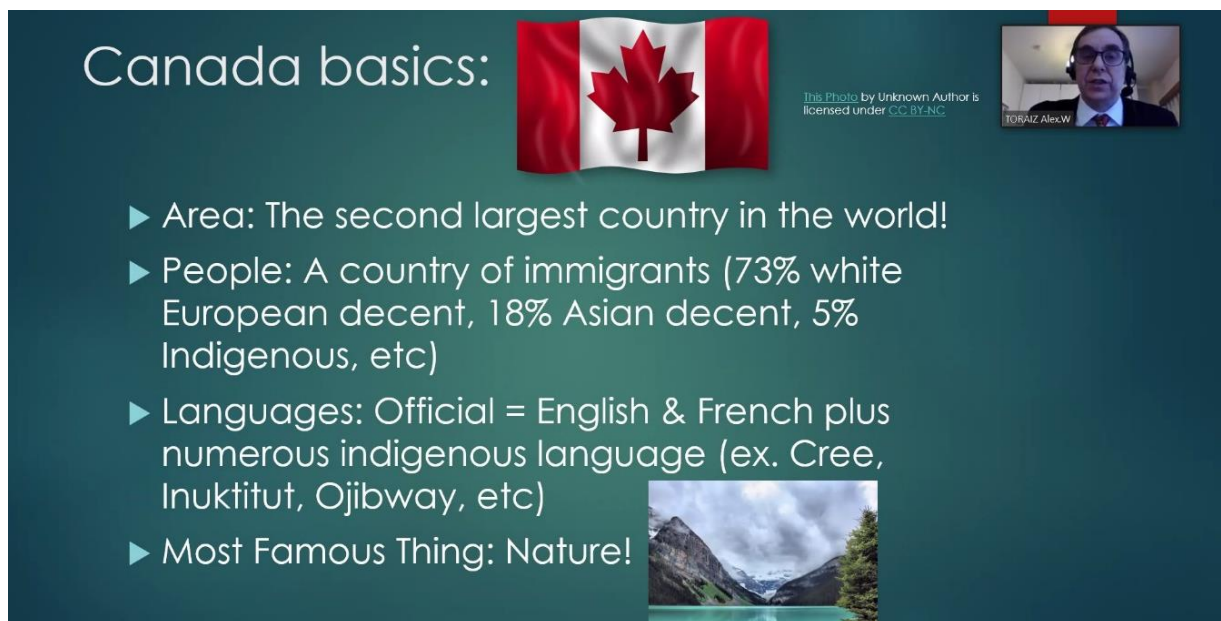 Canada basics:
This Photo by Unknown Author is
licensed under CC BY-NC
TORAIZ Alex.W
▶ Area: The second largest country in the world!
▶ People: A country of immigrants (73% white
European decent, 18% Asian decent, 5%
Indigenous, etc)
▶ Languages: Official = English & French plus
numerous indigenous language (ex. Cree,
Inuktitut, Ojibway, etc)
▶ Most Famous Thing: Nature!